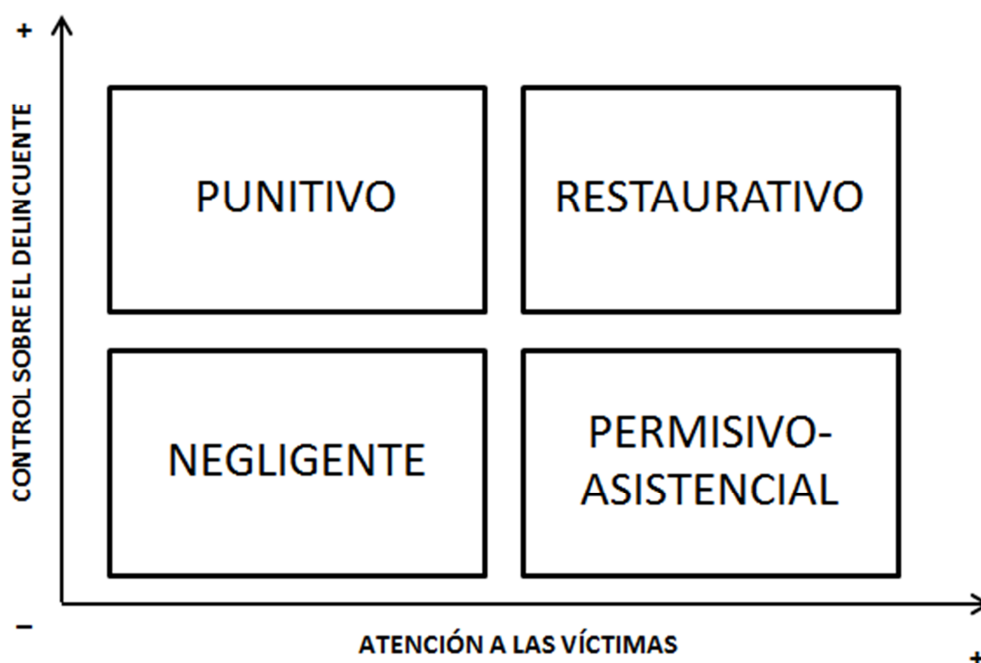 +
CONTROL SOBRE EL DELINCUENTE
PUNITIVO
RESTAURATIVO
NEGLIGENTE
PERMISIVO-
ASISTENCIAL
–
ATENCIÓN A LAS VÍCTIMAS
+